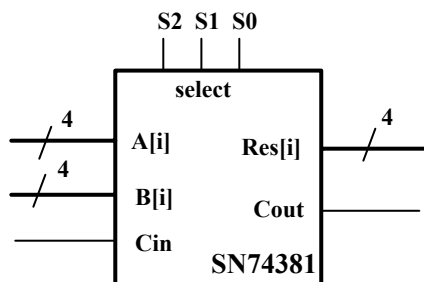 S2 S1 S0
select
4
A[i]
4
Res[i]
4
B[i]
Cout
Cin
SN74381